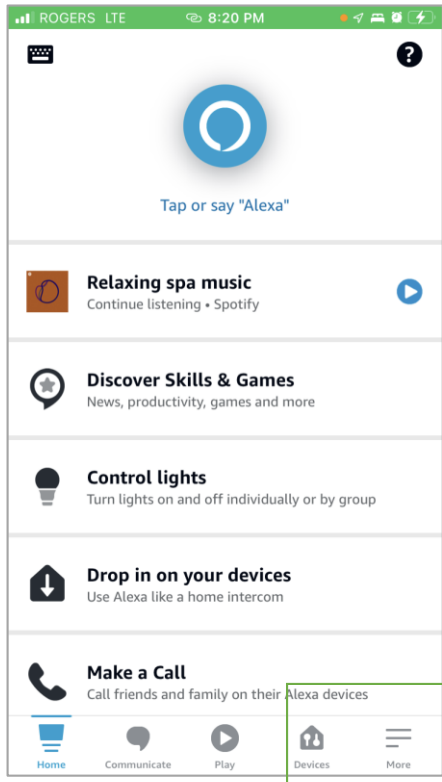 ROGERS LTE 8:20 PM
?
Tap or say "Alexa"
Relaxing spa music
Continue listening • Spotify
Discover Skills & Games
News, productivity, games and more
Control lights
Turn lights on and off individually or by group
Drop in on your devices
Use Alexa like a home intercom
Make a Call
Call friends and family on their Alexa devices
Home Communicate Play Devices More